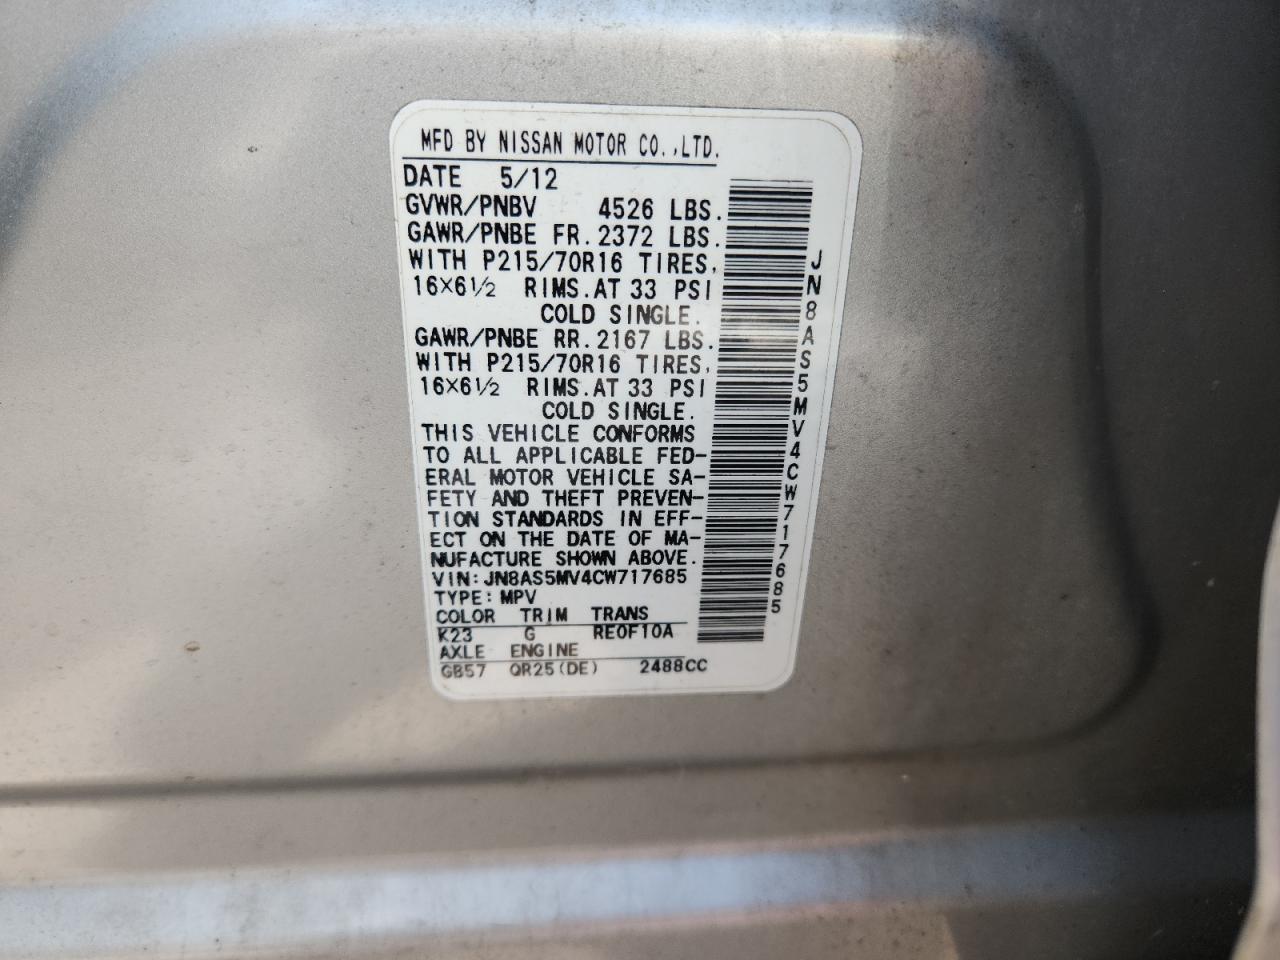 MFD BY NISSAN MOTOR CO.,LTD.
DATE 5/12
GVWR/PNBV 4526 LBS.
GAWR/PNBE FR. 2372 LBS.
WITH P215/70R16 TIRES,
16×6½ RIMS. AT 33 PSI
COLD SINGLE.
GAWR/PNBE RR. 2167 LBS.
WITH P215/70R16 TIRES,
16×6½ RIMS. AT 33 PSI
COLD SINGLE.
THIS VEHICLE CONFORMS
TO ALL APPLICABLE FED-
ERAL MOTOR VEHICLE SA-
FETY AND THEFT PREVEN-
TION STANDARDS IN EFF-
ECT ON THE DATE OF MA-
NUFACTURE SHOWN ABOVE.
VIN: JN8AS5MV4CW717685
TYPE: MPV
COLOR TRIM TRANS
K23 G RE0F10A
AXLE ENGINE
GB57 QR25(DE) 2488CC
JN8AS5MV4CW717685